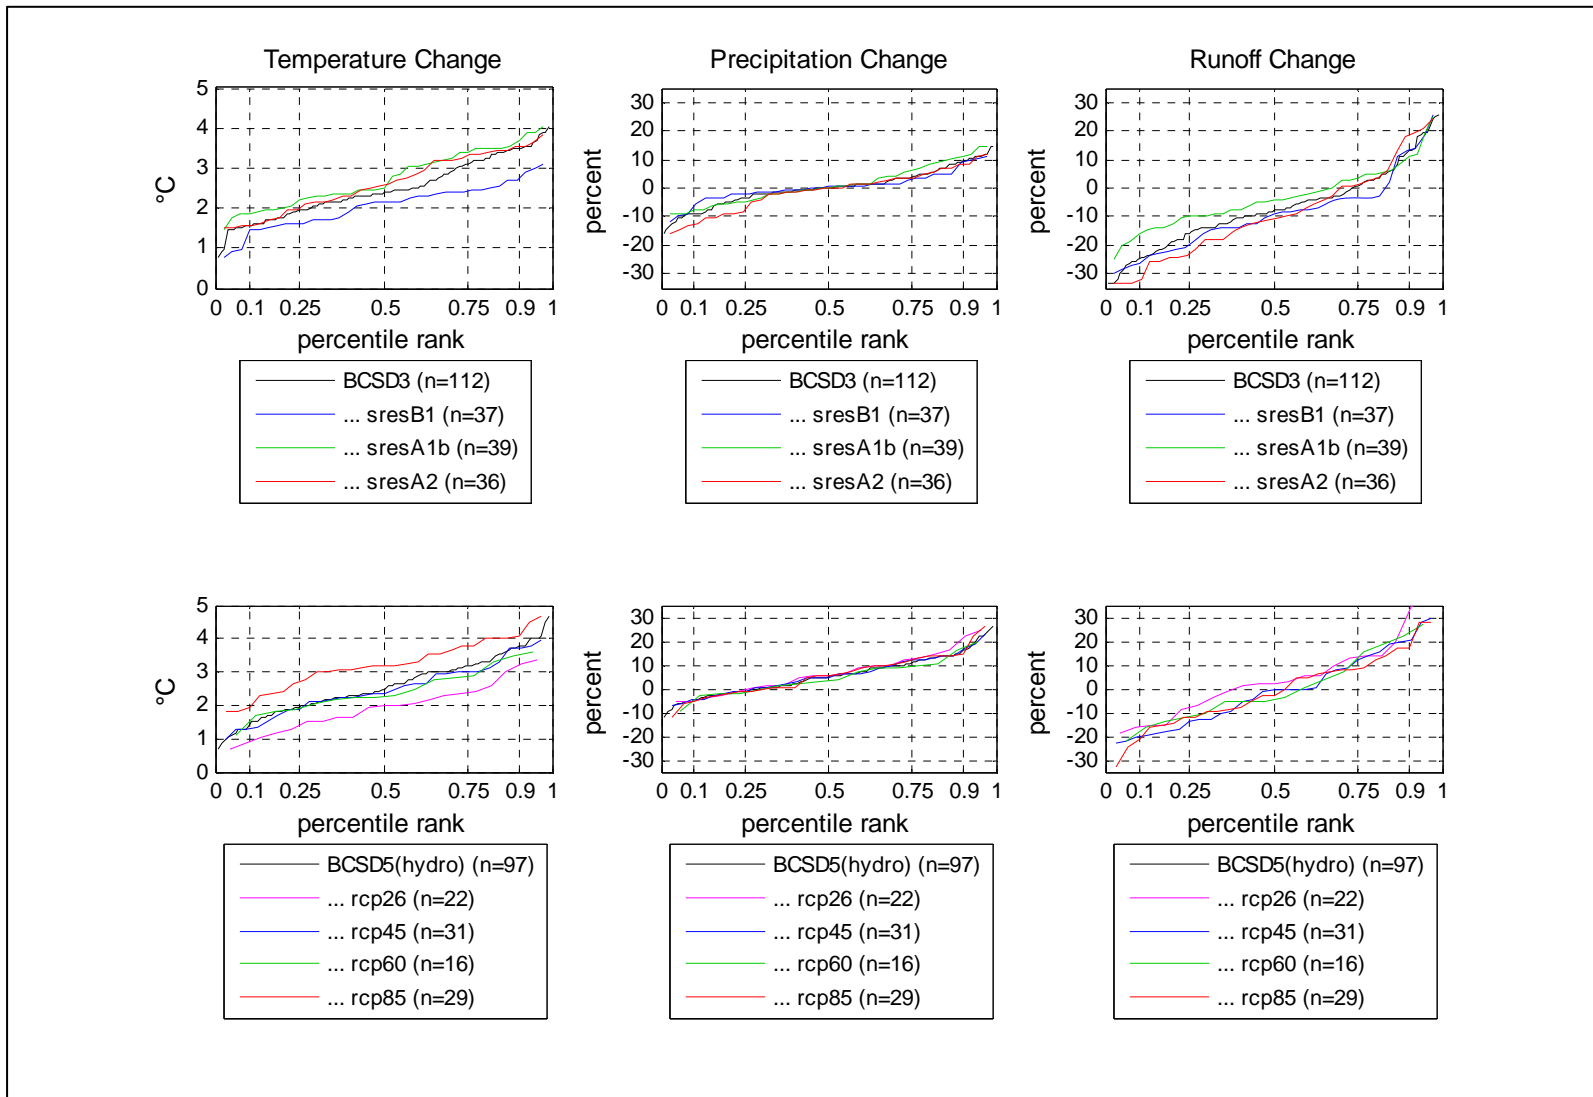 Temperature Change
Precipitation Change
Runoff Change
5
4
3
2
1
0
°C
0 0.1 0.25 0.5 0.75 0.9 1
percentile rank
30
20
10
0
-10
-20
-30
percent
0 0.1 0.25 0.5 0.75 0.9 1
percentile rank
30
20
10
0
-10
-20
-30
percent
0 0.1 0.25 0.5 0.75 0.9 1
percentile rank
BCSD3 (n=112)
... sresB1 (n=37)
... sresA1b (n=39)
... sresA2 (n=36)
BCSD3 (n=112)
... sresB1 (n=37)
... sresA1b (n=39)
... sresA2 (n=36)
BCSD3 (n=112)
... sresB1 (n=37)
... sresA1b (n=39)
... sresA2 (n=36)
5
4
3
2
1
0
°C
0 0.1 0.25 0.5 0.75 0.9 1
percentile rank
30
20
10
0
-10
-20
-30
percent
0 0.1 0.25 0.5 0.75 0.9 1
percentile rank
30
20
10
0
-10
-20
-30
percent
0 0.1 0.25 0.5 0.75 0.9 1
percentile rank
BCSD5(hydro) (n=97)
... rcp26 (n=22)
... rcp45 (n=31)
... rcp60 (n=16)
... rcp85 (n=29)
BCSD5(hydro) (n=97)
... rcp26 (n=22)
... rcp45 (n=31)
... rcp60 (n=16)
... rcp85 (n=29)
BCSD5(hydro) (n=97)
... rcp26 (n=22)
... rcp45 (n=31)
... rcp60 (n=16)
... rcp85 (n=29)